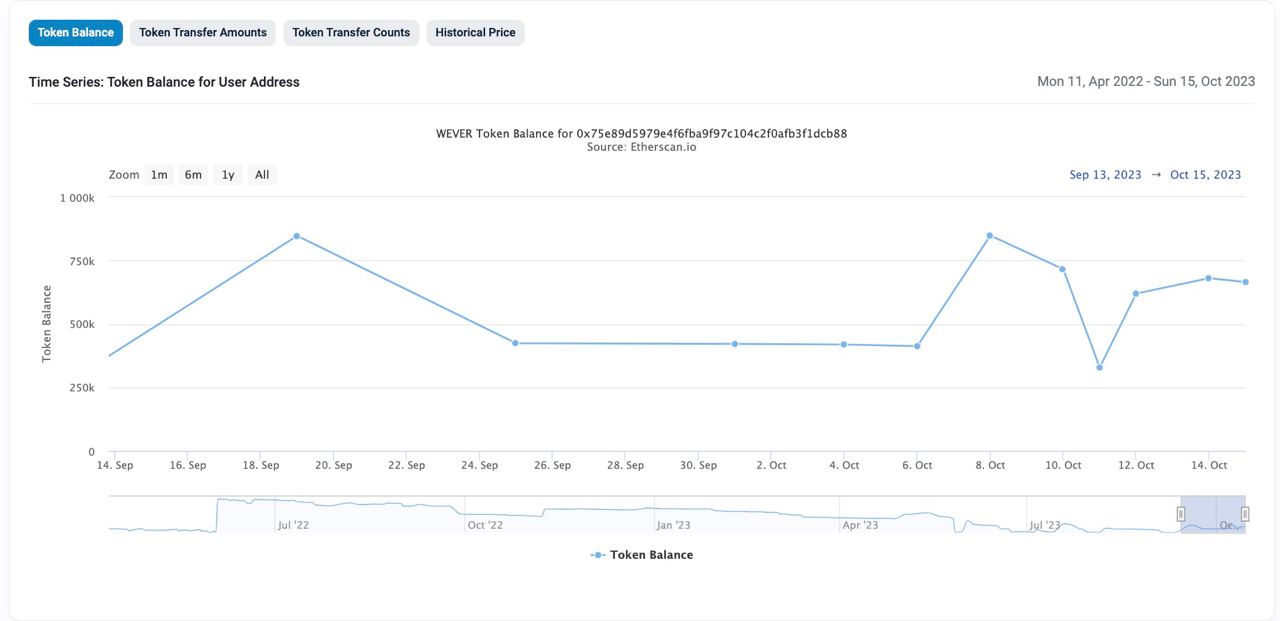 Token Balance Token Transfer Amounts Token Transfer Counts Historical Price
Time Series: Token Balance for User Address Mon 11, Apr 2022 - Sun 15, Oct 2023
WEVER Token Balance for 0x75e89d5979e4f6fba9f97c104c2f0afb3f1dcb88
Source: Etherscan.io
Zoom 1m 6m 1y All Sep 13, 2023 → Oct 15, 2023
1 000k
750k
500k
250k
0
Token Balance
14. Sep 16. Sep 18. Sep 20. Sep 22. Sep 24. Sep 26. Sep 28. Sep 30. Sep 2. Oct 4. Oct 6. Oct 8. Oct 10. Oct 12. Oct 14. Oct
Jul '22 Oct '22 Jan '23 Apr '23 Jul '23
Token Balance